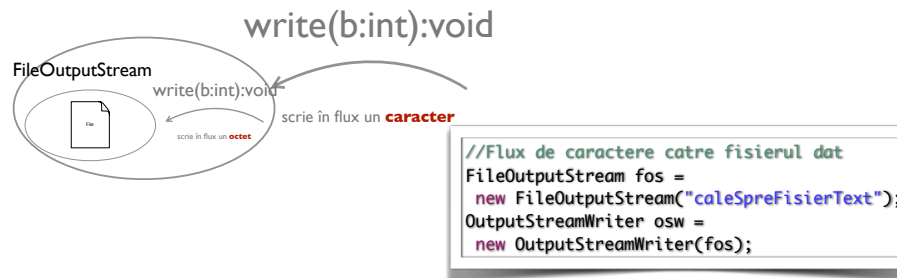 write(b:int):void
FileOutputStream
write(b:int):void
File
scrie în flux un octet
scrie în flux un caracter
//Flux de caractere catre fisierul dat
FileOutputStream fos =
new FileOutputStream("caleSpreFisierText");
OutputStreamWriter osw =
new OutputStreamWriter(fos);